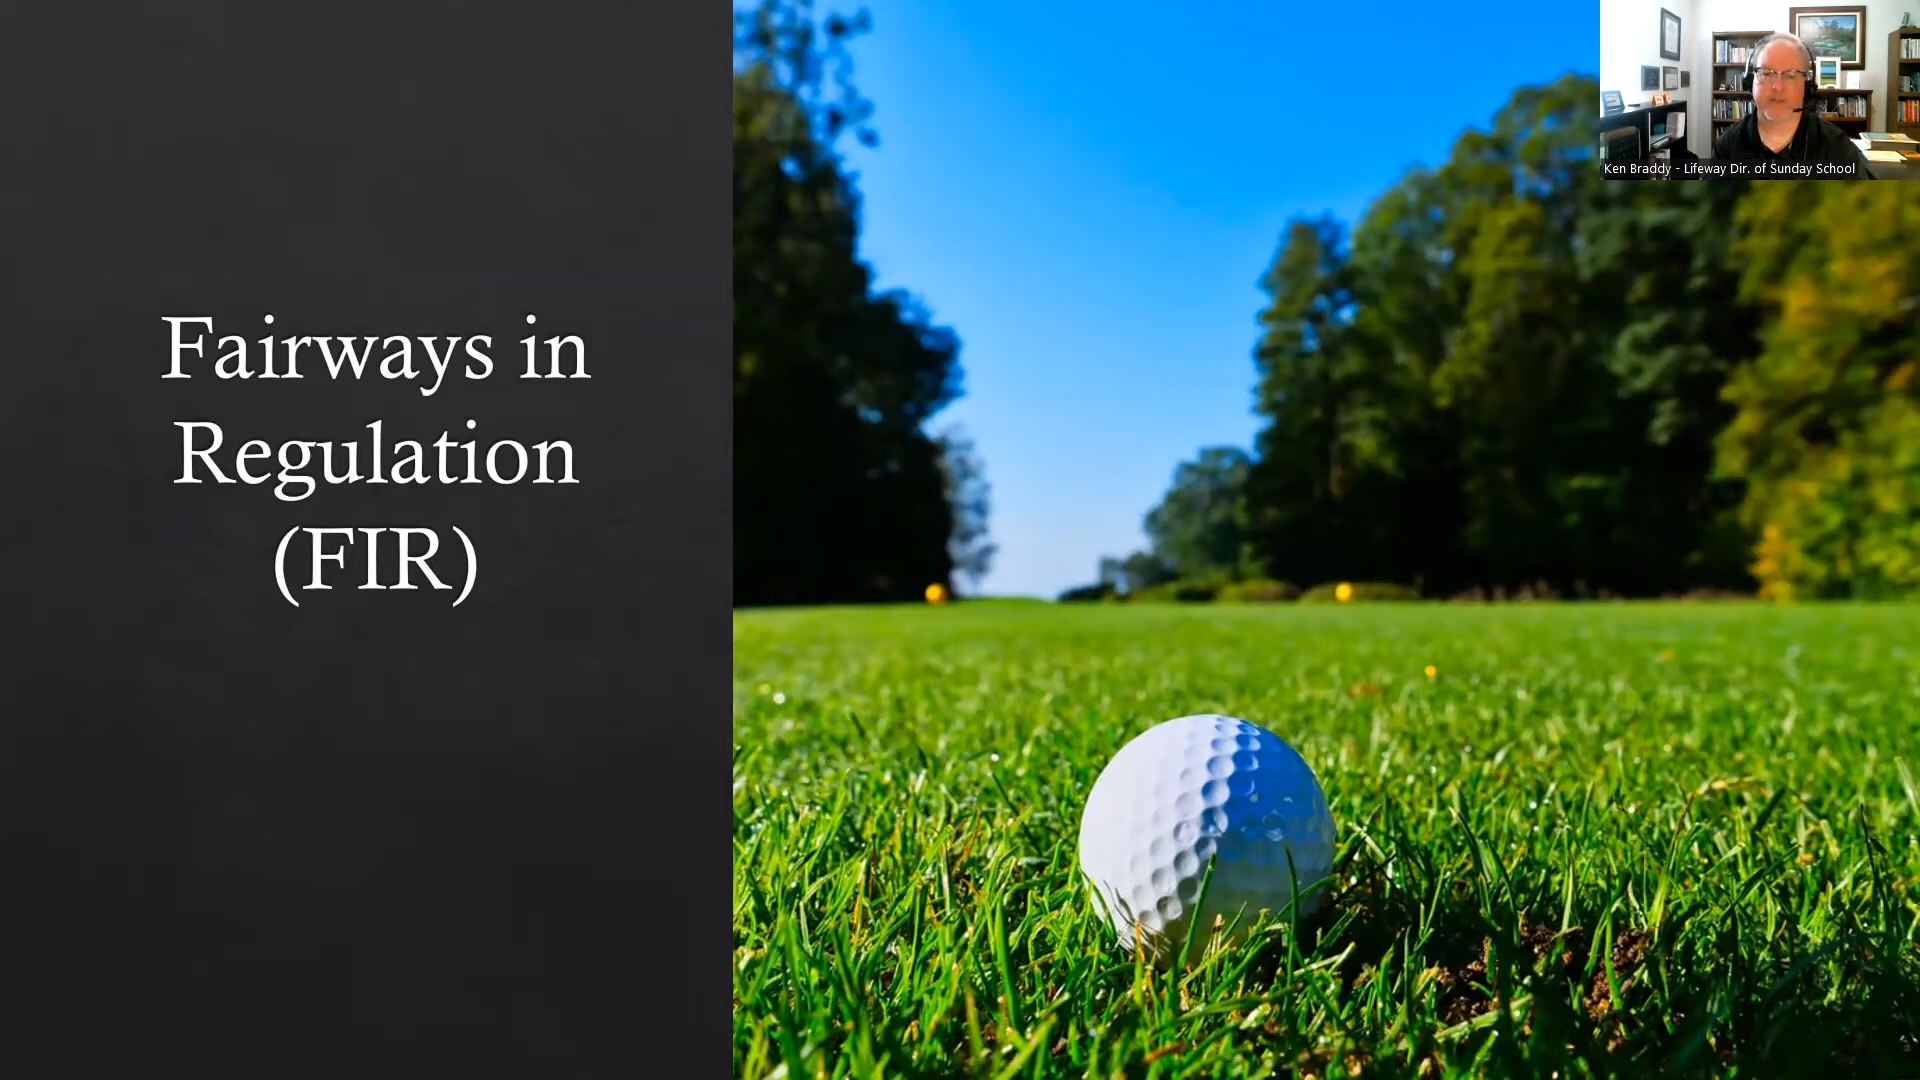 Fairways in
Regulation
(FIR)
Ken Braddy - Lifeway Dir. of Sunday School